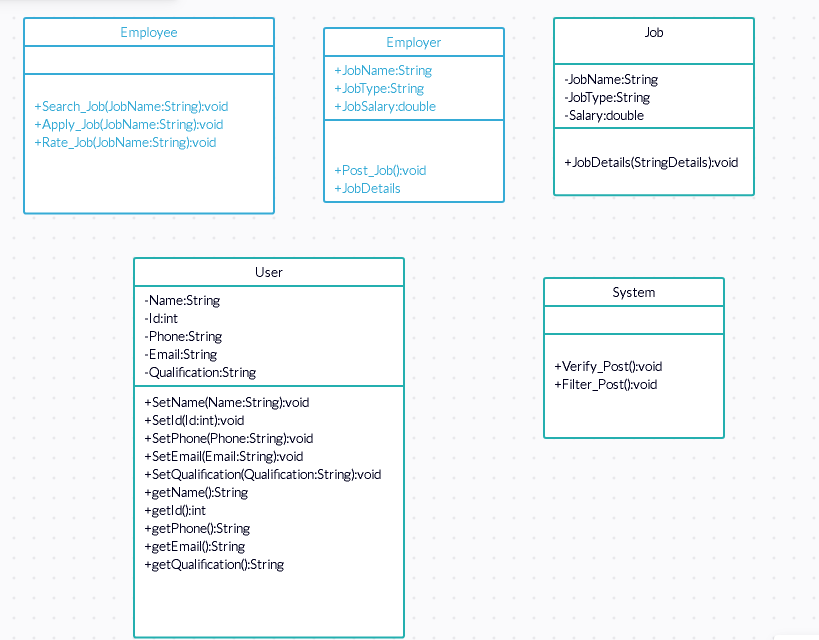 Employee
+Search_Job(JobName:String):void
+Apply_Job(JobName:String):void
+Rate_Job(JobName:String):void
Employer
+JobName:String
+JobType:String
+JobSalary:double
+Post_Job():void
+JobDetails
Job
-JobName:String
-JobType:String
-Salary:double
+JobDetails(StringDetails):void
User
-Name:String
-Id:int
-Phone:String
-Email:String
-Qualification:String
+SetName(Name:String):void
+SetId(Id:int):void
+SetPhone(Phone:String):void
+SetEmail(Email:String):void
+SetQualification(Qualification:String):void
+getName():String
+getId():int
+getPhone():String
+getEmail():String
+getQualification():String
System
+Verify_Post():void
+Filter_Post():void